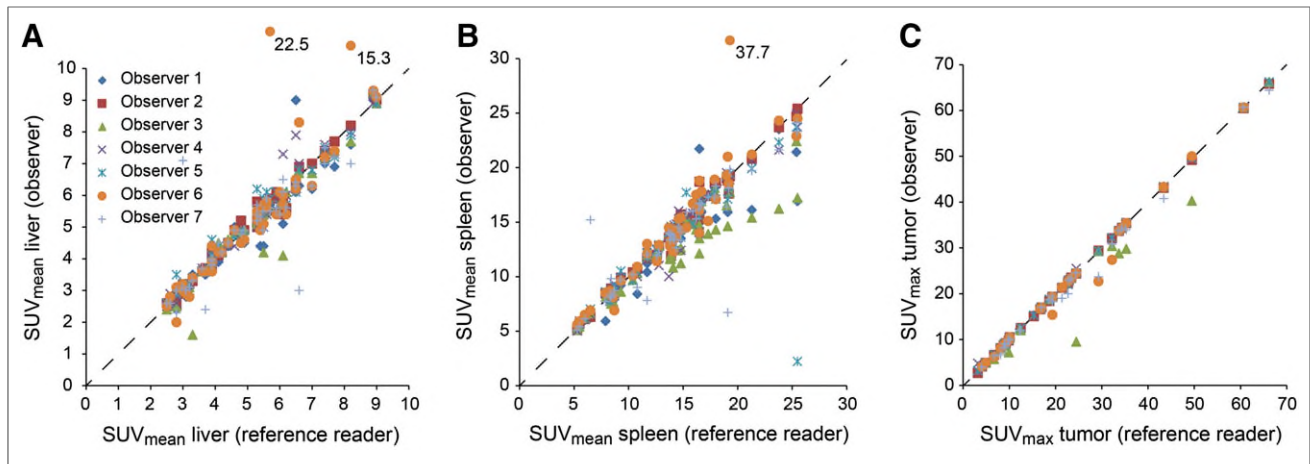 A
SUVmean liver (observer)
10
9
8
7
6
5
4
3
2
1
0
22.5
15.3
Observer 1
Observer 2
Observer 3
Observer 4
Observer 5
Observer 6
Observer 7
0 1 2 3 4 5 6 7 8 9 10
SUVmean liver (reference reader)
B
SUVmean spleen (observer)
30
25
20
15
10
5
0
37.7
5 10 15 20 25 30
SUVmean spleen (reference reader)
C
SUVmax tumor (observer)
70
60
50
40
30
20
10
0
0 10 20 30 40 50 60 70
SUVmax tumor (reference reader)